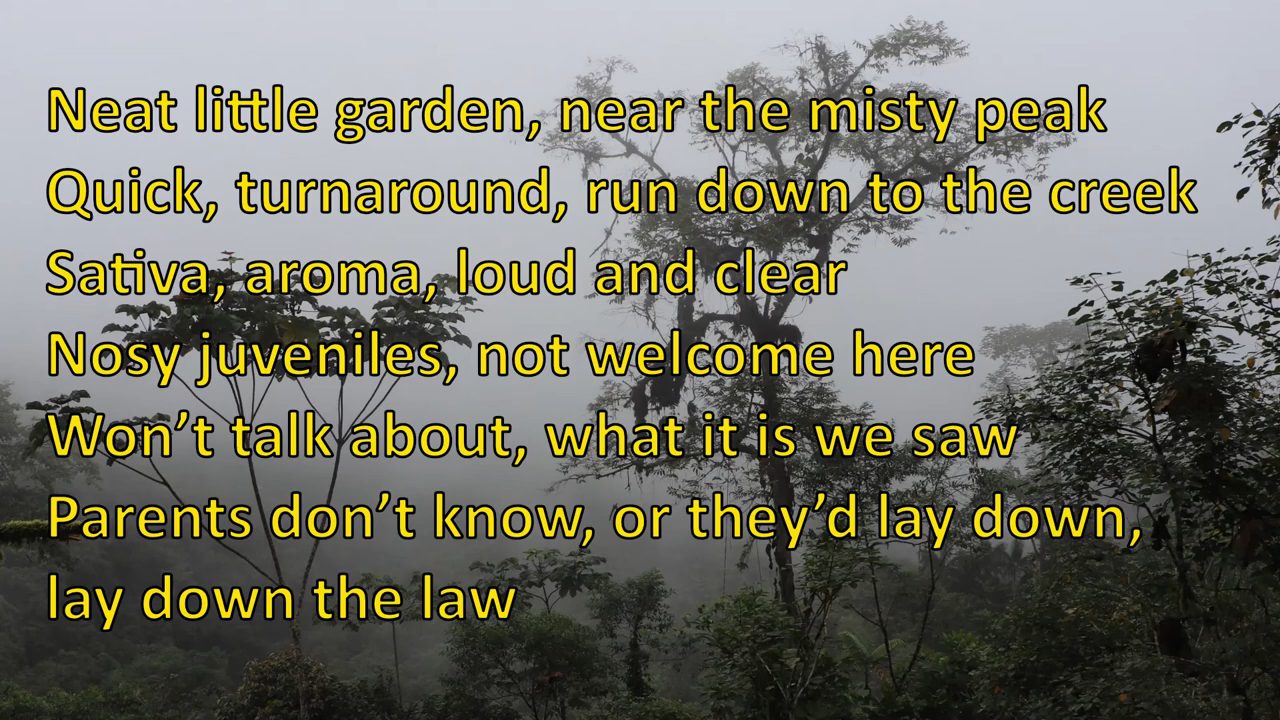 Neat little garden, near the misty peak
Quick, turnaround, run down to the creek
Sativa, aroma, loud and clear
Nosy juveniles, not welcome here
Won’t talk about, what it is we saw
Parents don’t know, or they’d lay down,
lay down the law